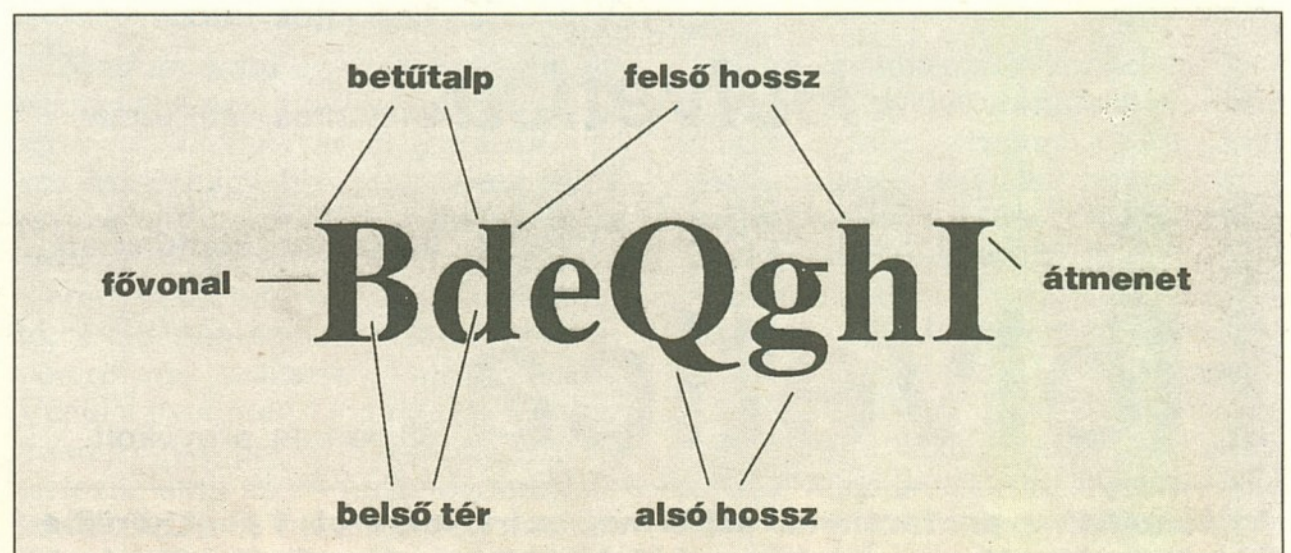 betűtalp felső hossz
fővonal BdeQghI átmenet
belső tér alsó hossz